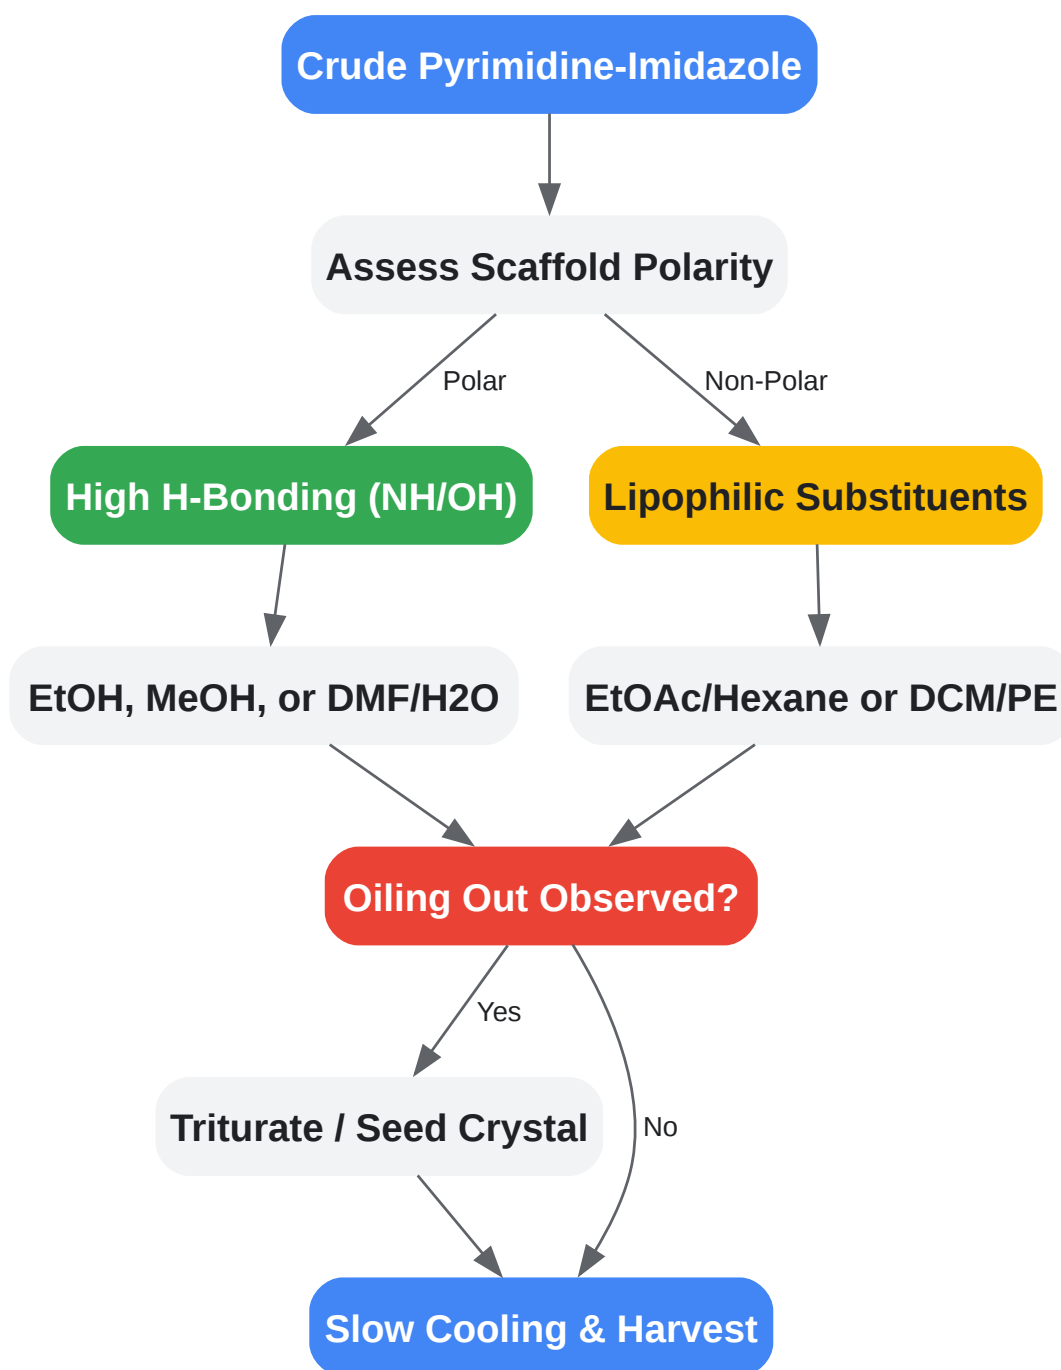 Crude Pyrimidine-Imidazole
Assess Scaffold Polarity
Polar
Non-Polar
High H-Bonding (NH/OH)
Lipophilic Substituents
EtOH, MeOH, or DMF/H2O
EtOAc/Hexane or DCM/PE
Oiling Out Observed?
Yes
Triturate / Seed Crystal
No
Slow Cooling & Harvest